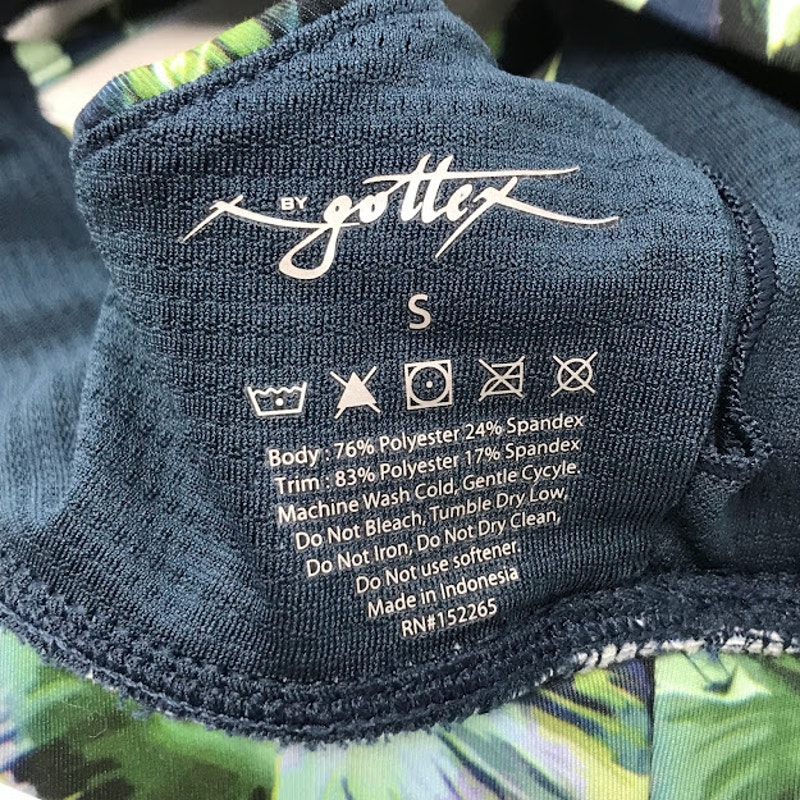 X BY gottex
S
Body : 76% Polyester 24% Spandex
Trim : 83% Polyester 17% Spandex
Machine Wash Cold, Gentle Cycyle.
Do Not Bleach, Tumble Dry Low,
Do Not Iron, Do Not Dry Clean,
Do Not use softener.
Made in Indonesia
RN#152265